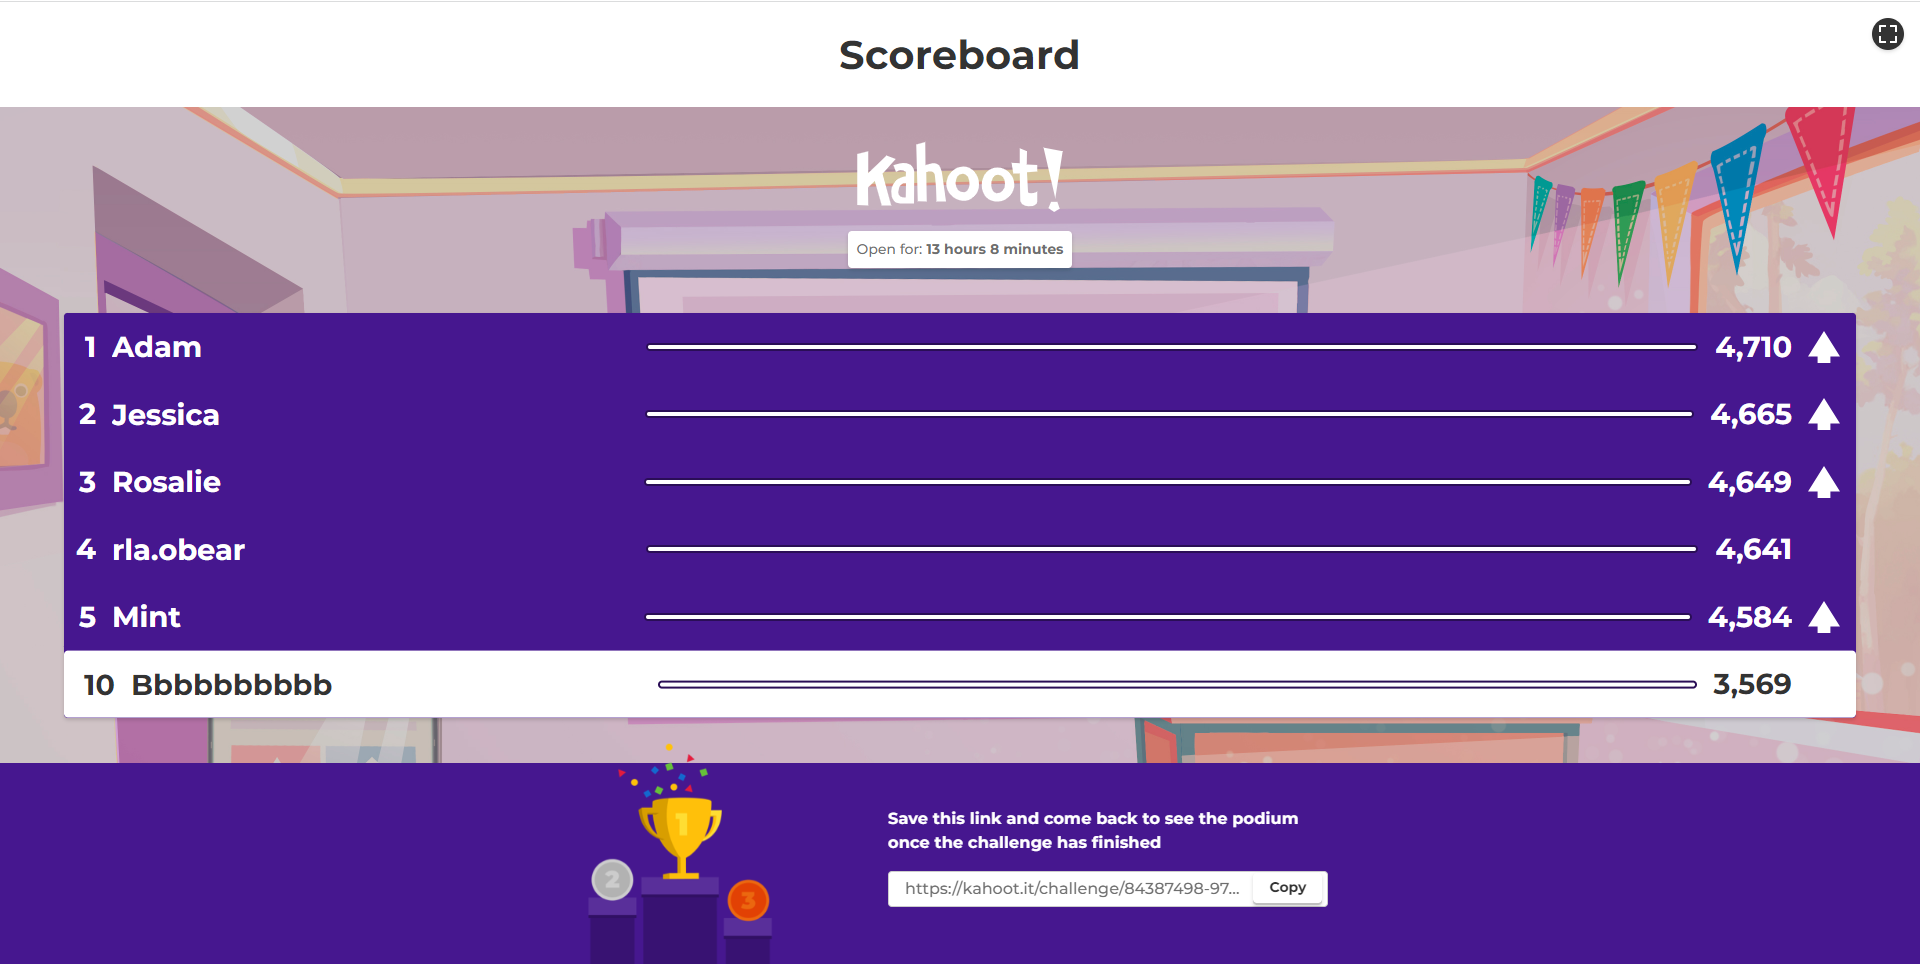 Scoreboard
Kahoot!
Open for: 13 hours 8 minutes
1 Adam 4,710
2 Jessica 4,665
3 Rosalie 4,649
4 rla.obear 4,641
5 Mint 4,584
10 Bbbbbbbbbb 3,569
1
2
3
Save this link and come back to see the podium
once the challenge has finished
https://kahoot.it/challenge/84387498-97... Copy